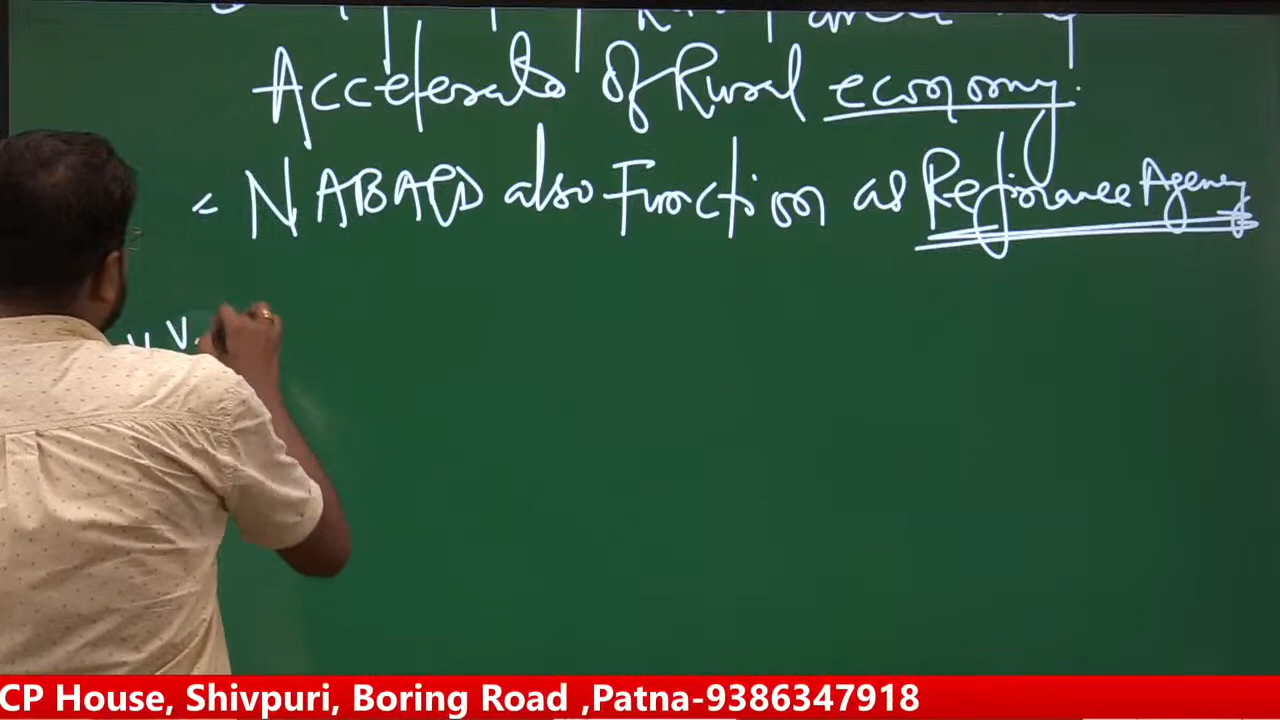 Accelerate of Rural economy.
= NABARD also Function as Refinance Agency
V V.
CP House, Shivpuri, Boring Road ,Patna-9386347918